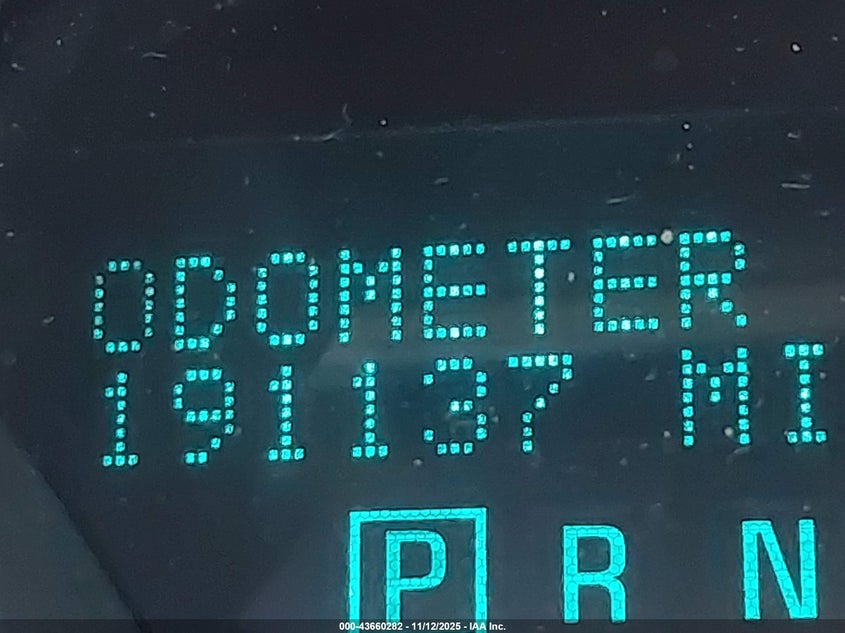 ODOMETER
191137 MI
P R N
000-43660282 - 11/12/2025 - IAA Inc.